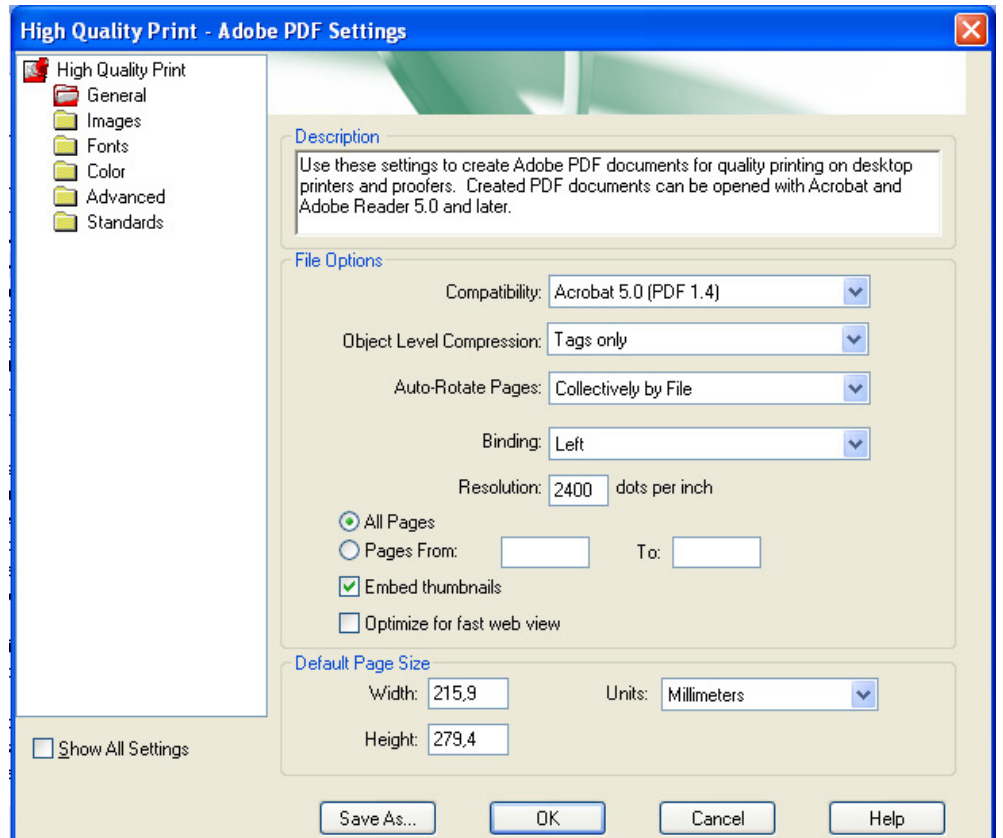 High Quality Print - Adobe PDF Settings
High Quality Print
General
Images
Fonts
Color
Advanced
Standards
Show All Settings
Description
Use these settings to create Adobe PDF documents for quality printing on desktop
printers and proofers. Created PDF documents can be opened with Acrobat and
Adobe Reader 5.0 and later.
File Options
Compatibility: Acrobat 5.0 (PDF 1.4)
Object Level Compression: Tags only
Auto-Rotate Pages: Collectively by File
Binding: Left
Resolution: 2400 dots per inch
All Pages
Pages From: To:
Embed thumbnails
Optimize for fast web view
Default Page Size
Width: 215,9 Units: Millimeters
Height: 279,4
Save As... OK Cancel Help